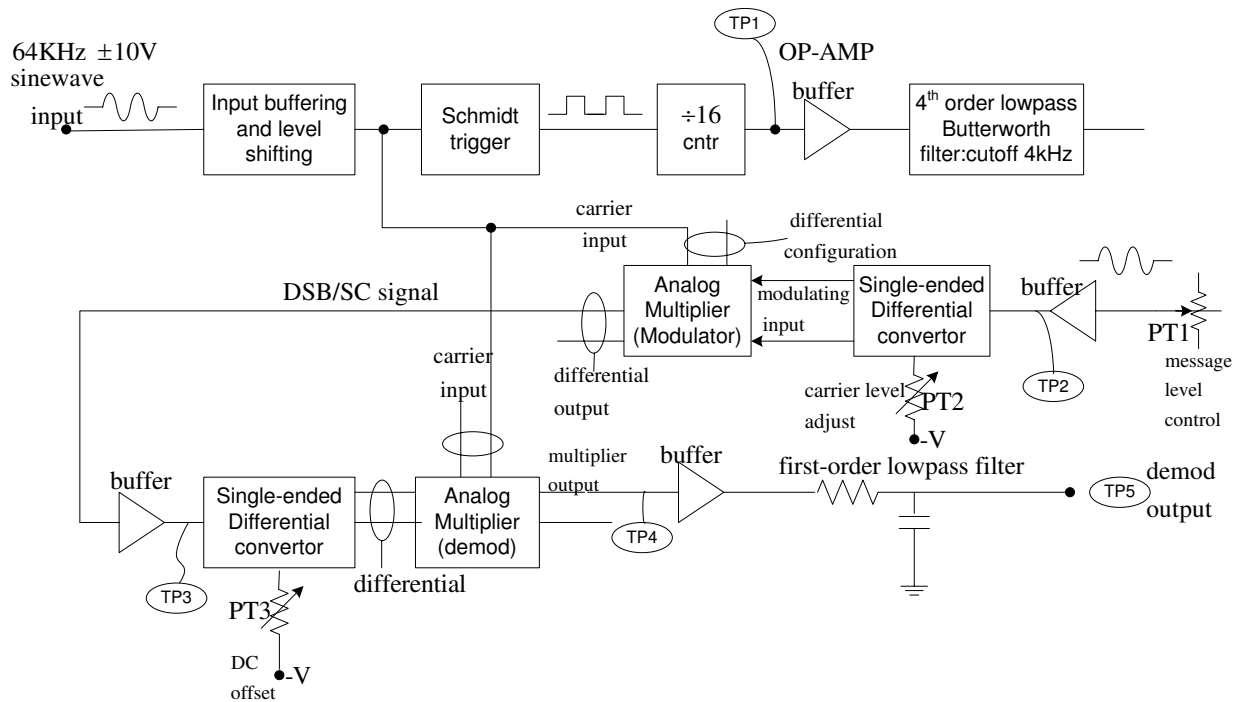 TP1
64KHz ±10V
sinewave
input
OP-AMP
buffer
Input buffering
and level
shifting
Schmidt
trigger
÷16
cntr
4th order lowpass
Butterworth
filter:cutoff 4kHz
carrier
input
differential
configuration
DSB/SC signal
Analog
Multiplier
(Modulator)
modulating
input
Single-ended
Differential
convertor
buffer
PT1
message
level
control
TP2
differential
output
carrier level
adjust
PT2
-V
carrier
input
multiplier
output
buffer
first-order lowpass filter
TP5
demod
output
buffer
Single-ended
Differential
convertor
Analog
Multiplier
(demod)
TP4
differential
TP3
PT3
DC
offset
-V